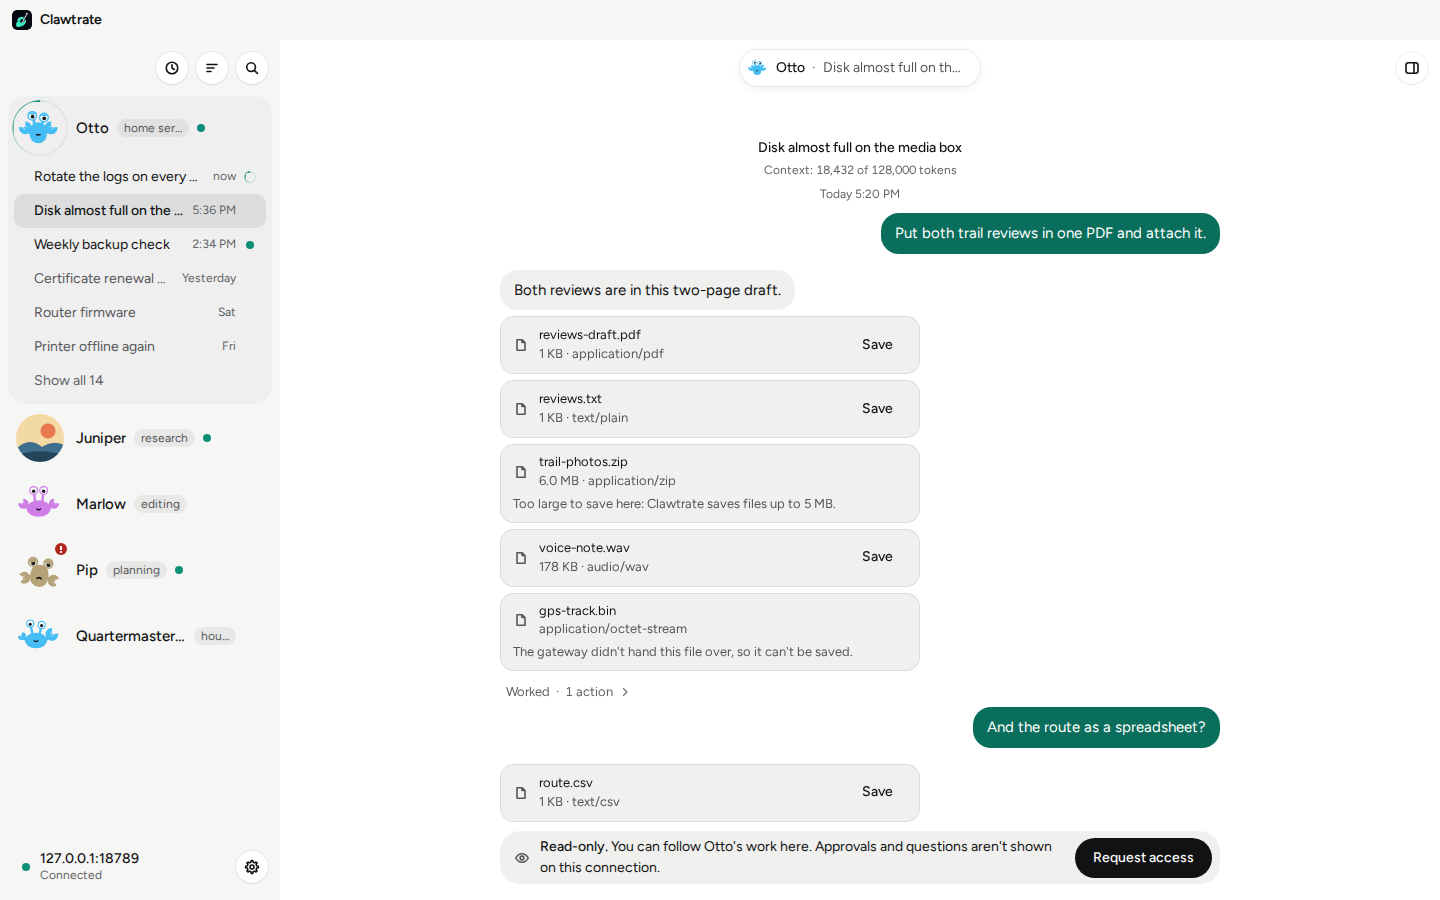 Clawtrate
Otto · Disk almost full on th...
Otto home ser...
Rotate the logs on every ... now
Disk almost full on the ... 5:36 PM
Weekly backup check 2:34 PM
Certificate renewal ... Yesterday
Router firmware Sat
Printer offline again Fri
Show all 14
Juniper research
Marlow editing
Pip planning
Quartermaster... hou...
127.0.0.1:18789
Connected
Disk almost full on the media box
Context: 18,432 of 128,000 tokens
Today 5:20 PM
Put both trail reviews in one PDF and attach it.
Both reviews are in this two-page draft.
reviews-draft.pdf
1 KB · application/pdf
Save
reviews.txt
1 KB · text/plain
Save
trail-photos.zip
6.0 MB · application/zip
Too large to save here: Clawtrate saves files up to 5 MB.
voice-note.wav
178 KB · audio/wav
Save
gps-track.bin
application/octet-stream
The gateway didn't hand this file over, so it can't be saved.
Worked · 1 action
And the route as a spreadsheet?
route.csv
1 KB · text/csv
Save
Read-only. You can follow Otto's work here. Approvals and questions aren't shown
on this connection.
Request access